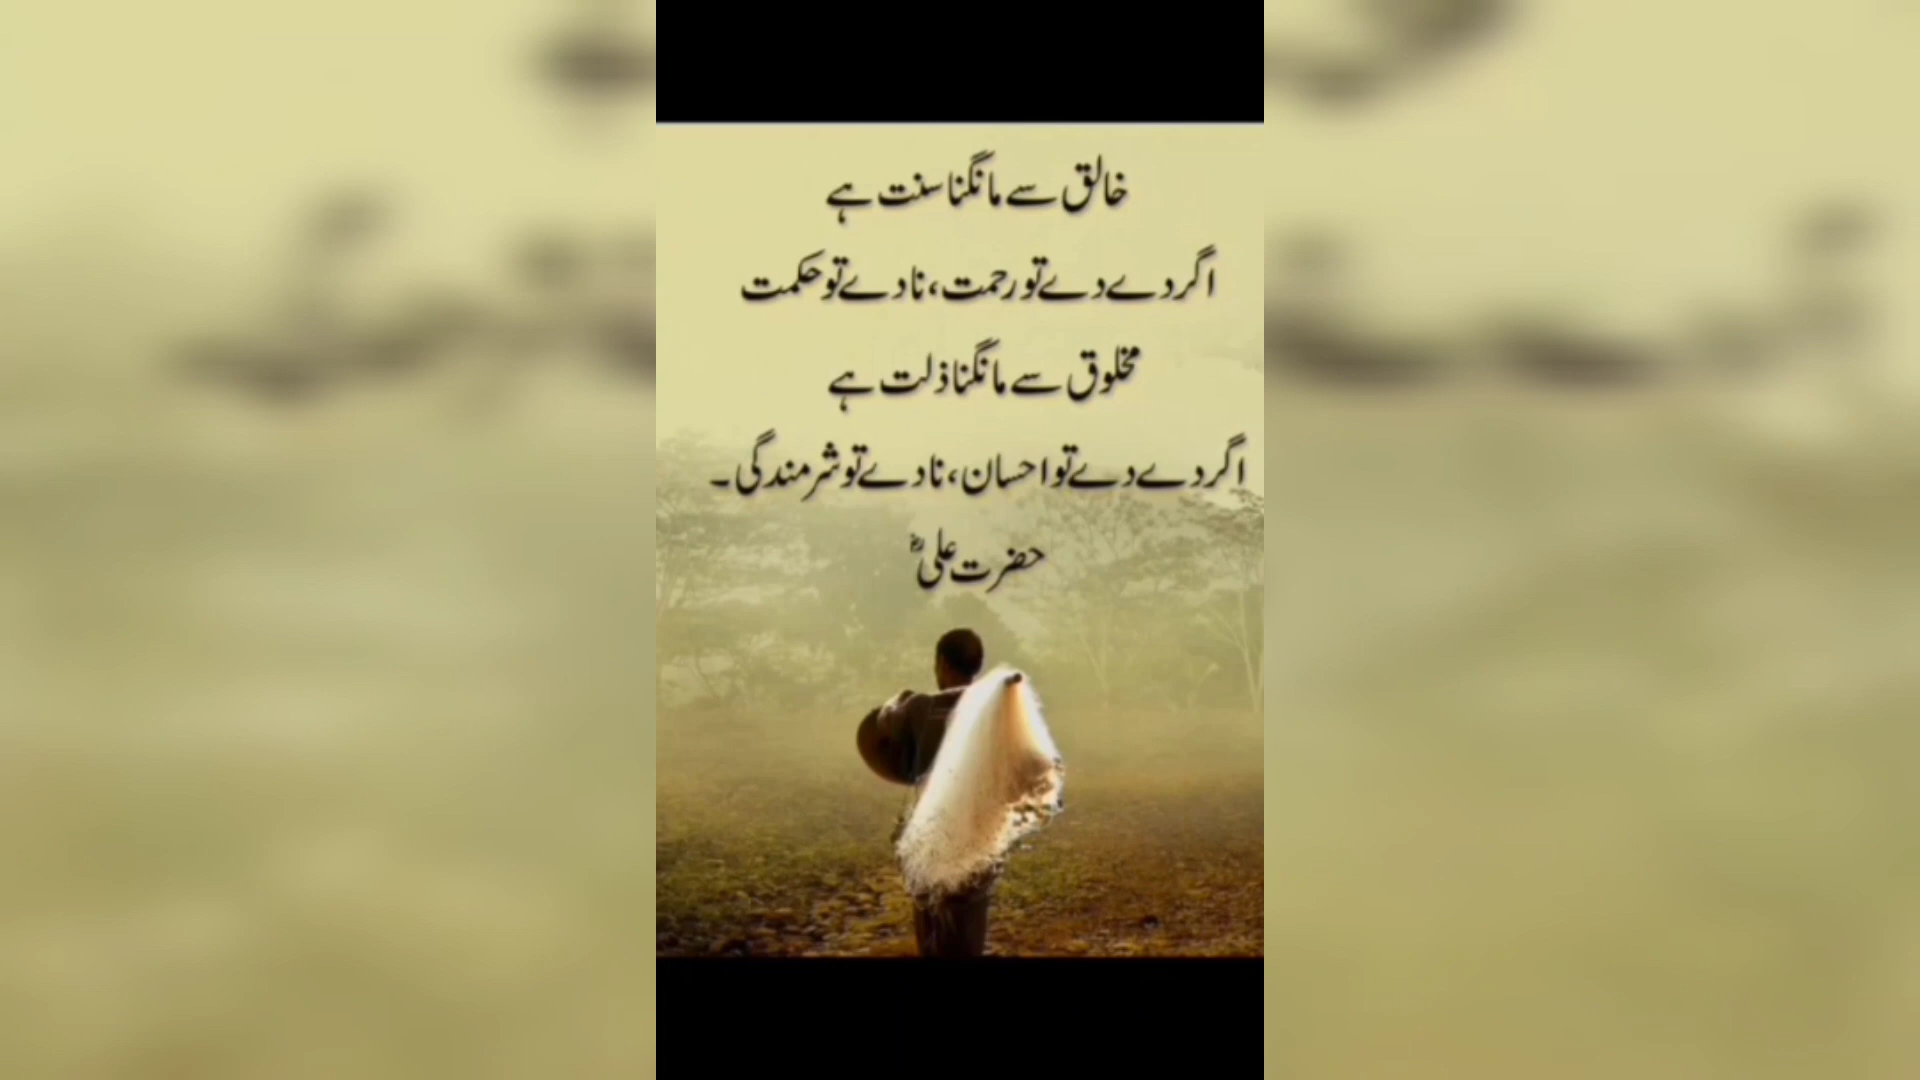 خالق سے مانگنا سنت ہے
اگر دے دے تو رحمت، نا دے تو حکمت
مخلوق سے مانگنا ذلت ہے
اگر دے دے تو احسان، نا دے تو شرمندگی۔
حضرت علیؓ